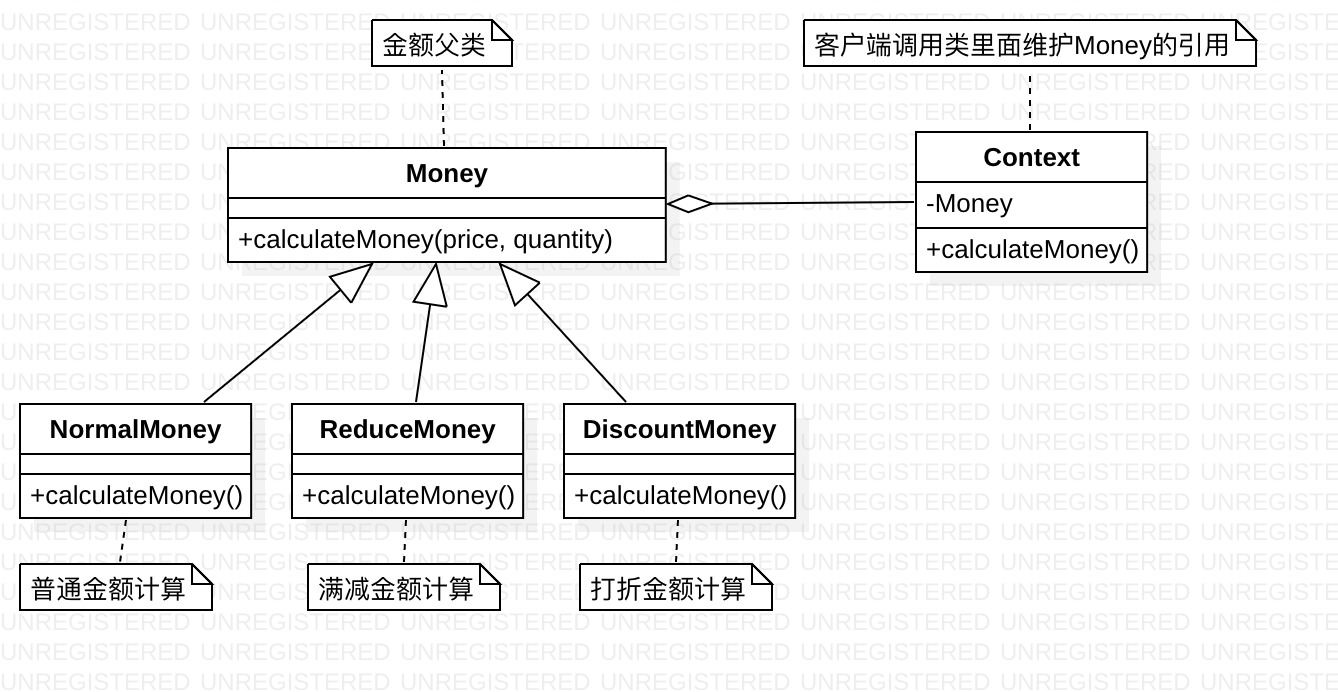 金额父类
客户端调用类里面维护Money的引用
Money
+calculateMoney(price, quantity)
Context
-Money
+calculateMoney()
NormalMoney
+calculateMoney()
ReduceMoney
+calculateMoney()
DiscountMoney
+calculateMoney()
普通金额计算
满减金额计算
打折金额计算
UNREGISTERED